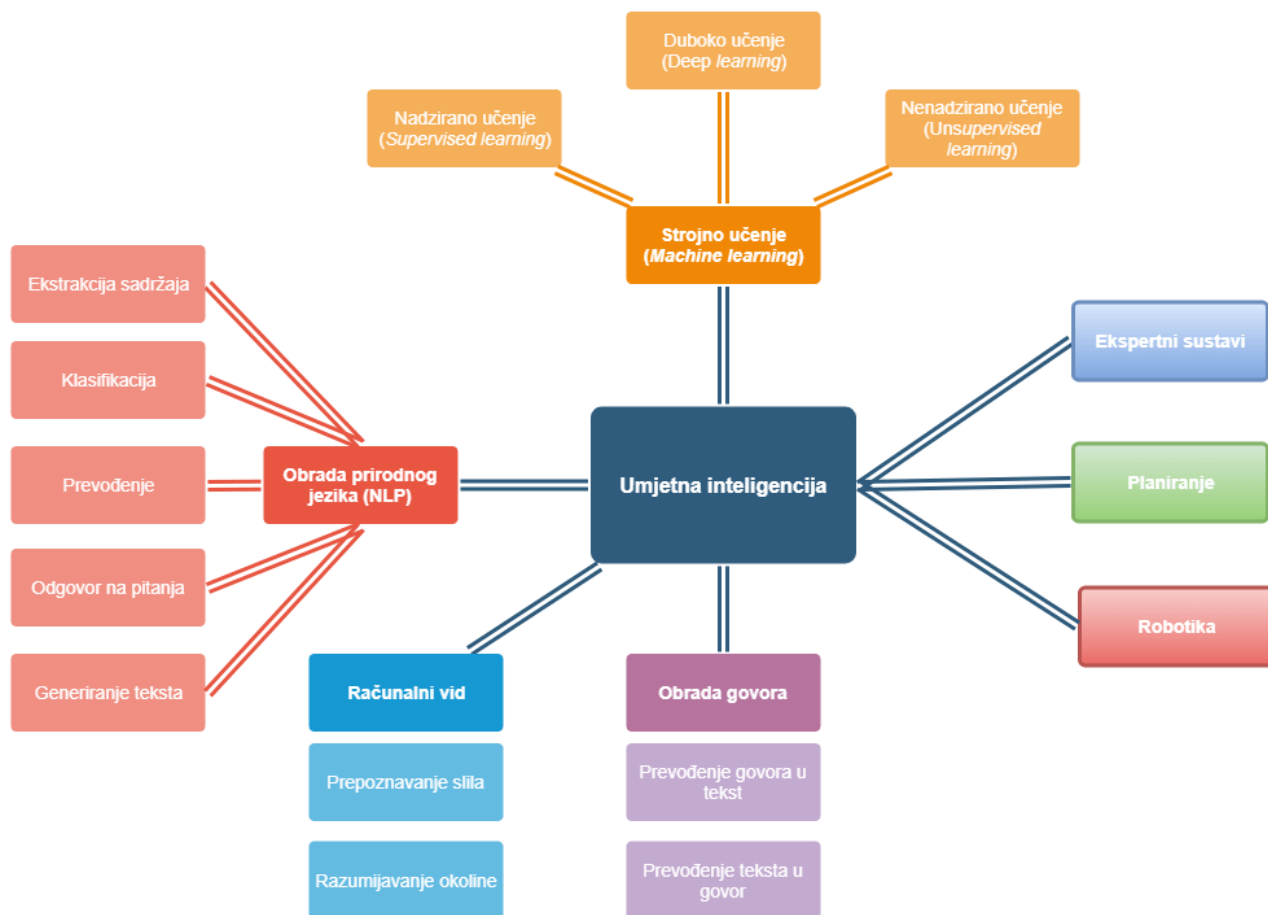 Duboko učenje
(Deep learning)
Nadzirano učenje
(Supervised learning)
Nenadzirano učenje
(Unsupervised
learning)
Strojno učenje
(Machine learning)
Ekstrakcija sadržaja
Klasifikacija
Prevođenje
Odgovor na pitanja
Generiranje teksta
Obrada prirodnog
jezika (NLP)
Umjetna inteligencija
Ekspertni sustavi
Planiranje
Robotika
Računalni vid
Prepoznavanje slila
Razumijavanje okoline
Obrada govora
Prevođenje govora u
tekst
Prevođenje teksta u
govor